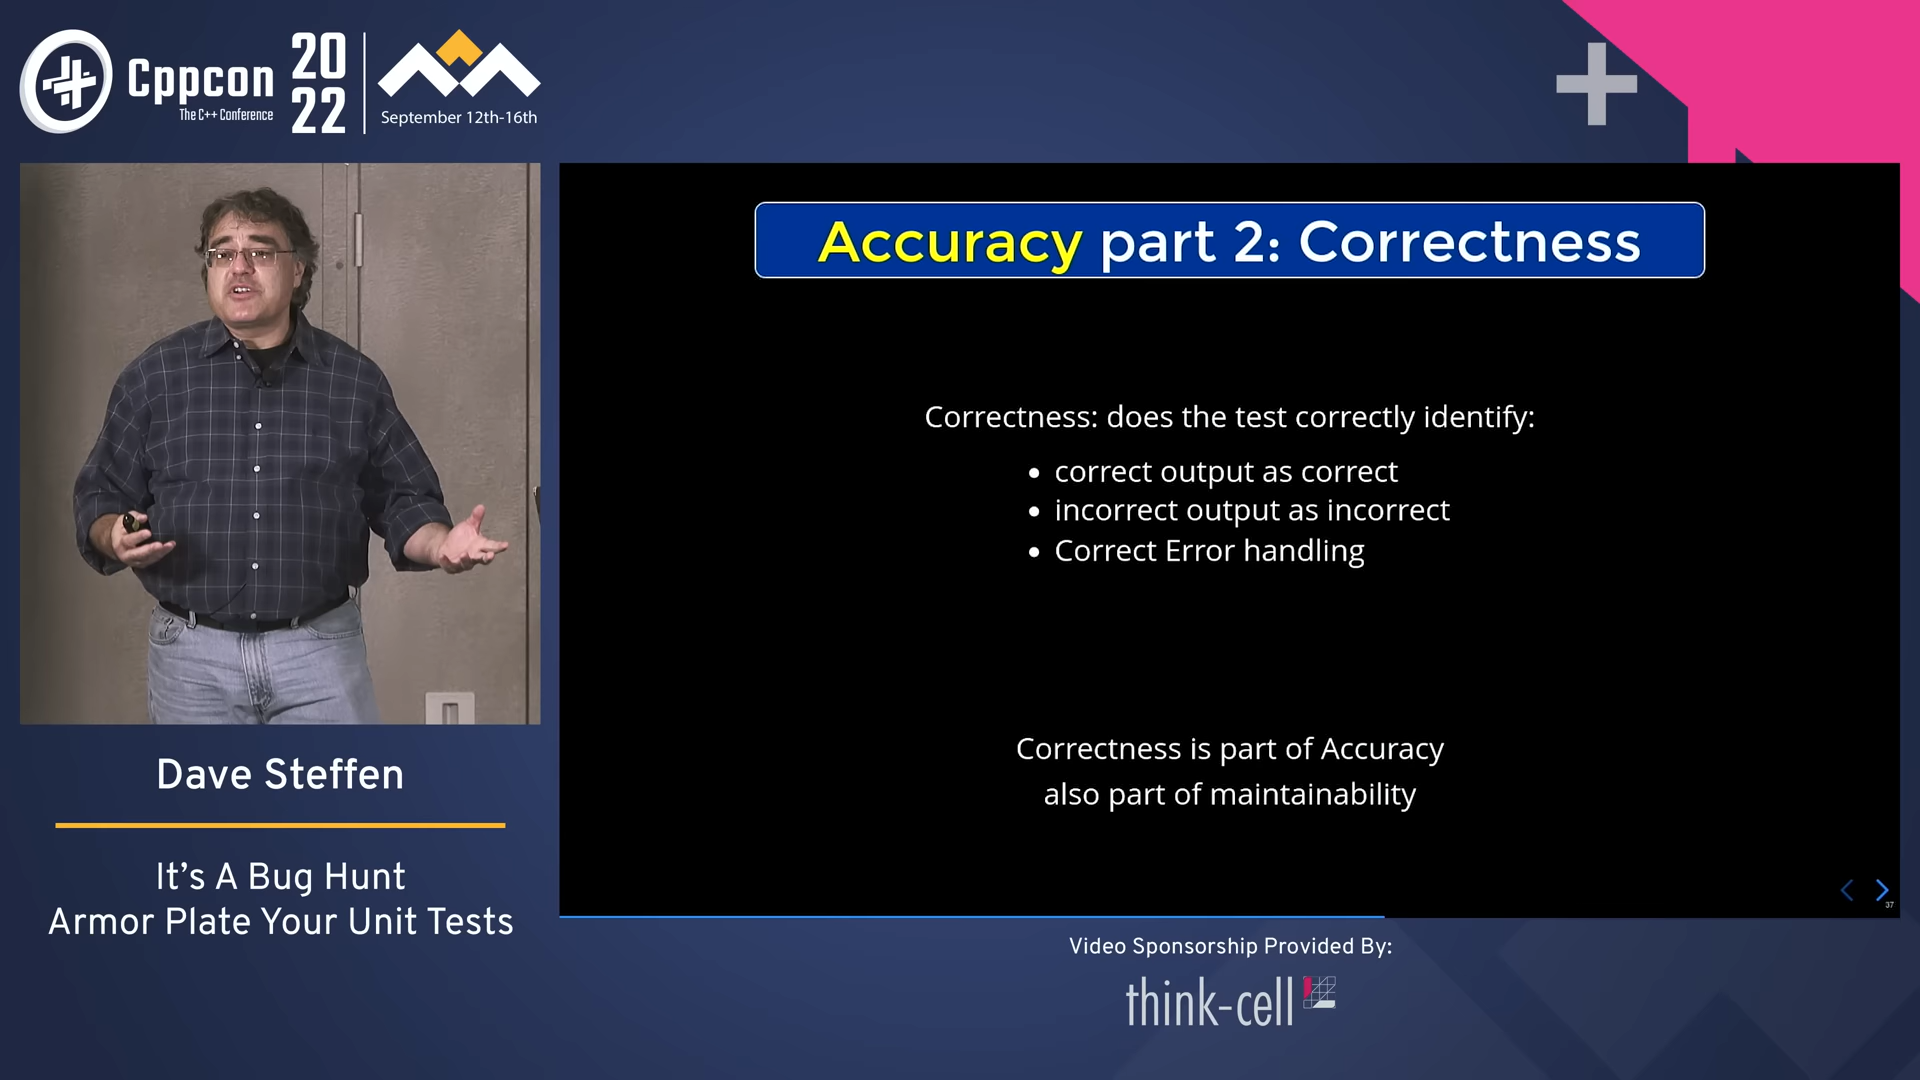 Cppcon
The C++ Conference
20
22
September 12th-16th
Accuracy part 2: Correctness
Correctness: does the test correctly identify:
• correct output as correct
• incorrect output as incorrect
• Correct Error handling
Correctness is part of Accuracy
also part of maintainability
37
Dave Steffen
It's A Bug Hunt
Armor Plate Your Unit Tests
Video Sponsorship Provided By:
think-cell